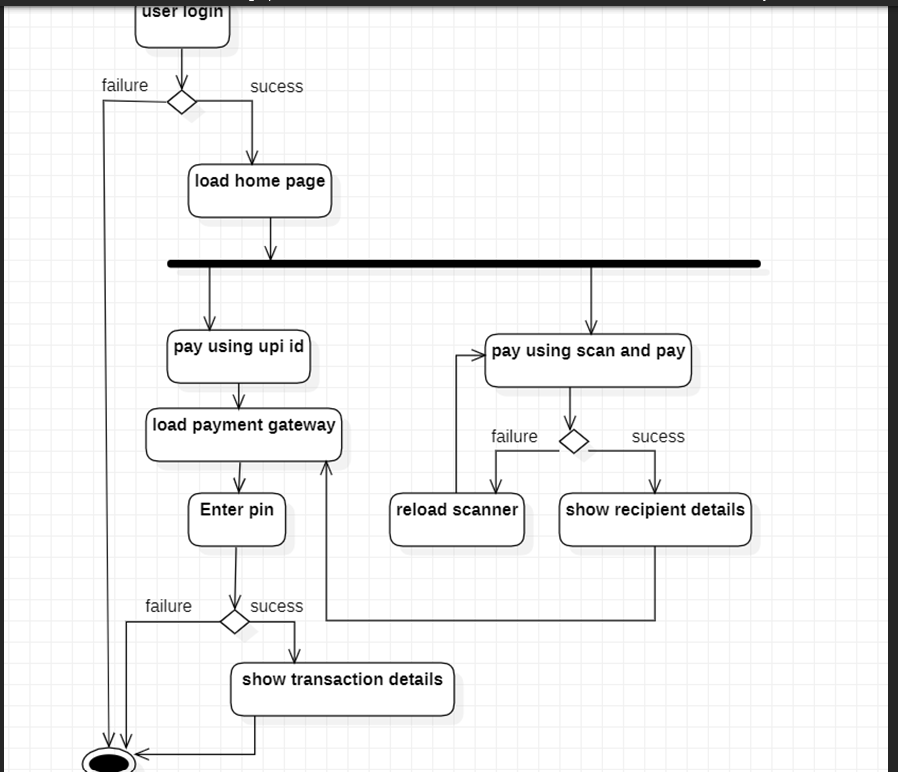 user login
failure
sucess
load home page
pay using upi id
pay using scan and pay
load payment gateway
failure
sucess
Enter pin
reload scanner
show recipient details
failure
sucess
show transaction details